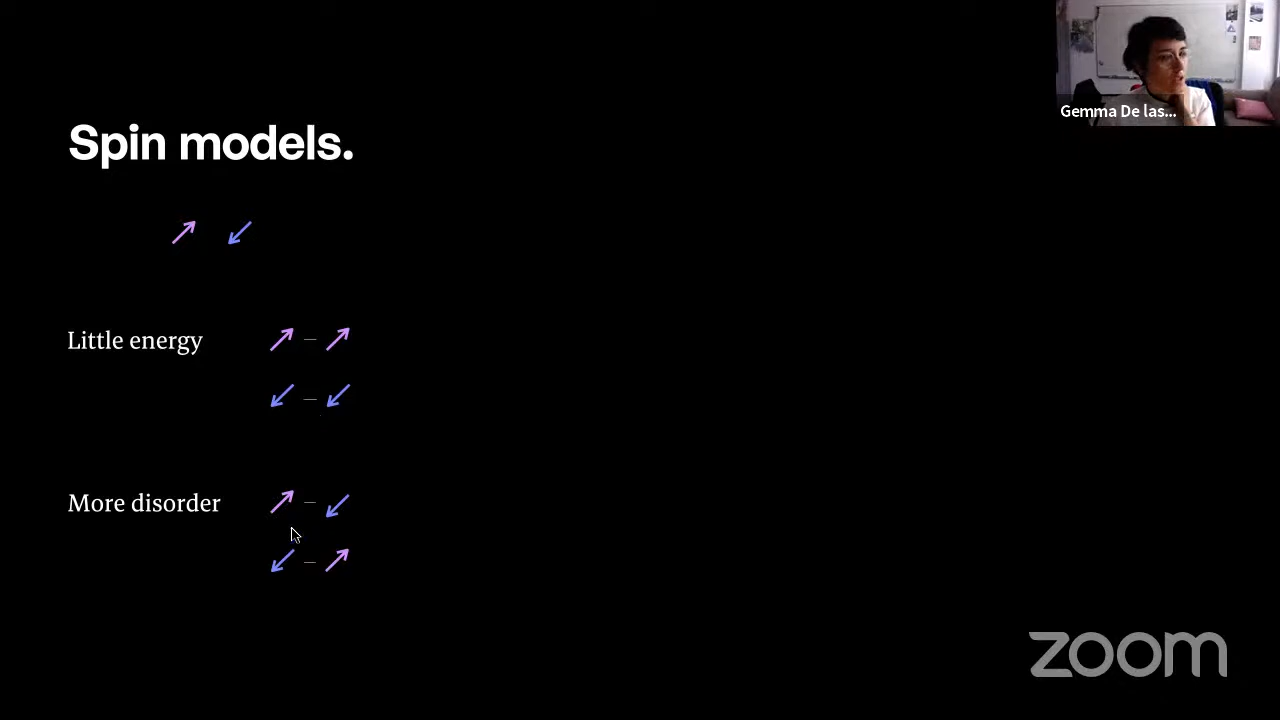 Spin models.
Gemma De las...
Little energy
More disorder
zoom